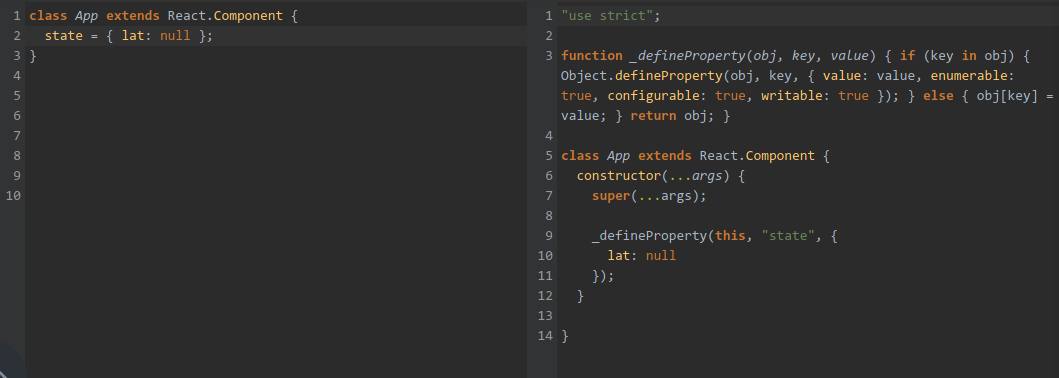 1 class App extends React.Component {
2 state = { lat: null };
3 }
4
5
6
7
8
9
10
1 "use strict";
2
3 function _defineProperty(obj, key, value) { if (key in obj) {
Object.defineProperty(obj, key, { value: value, enumerable:
true, configurable: true, writable: true }); } else { obj[key] =
value; } return obj; }
4
5 class App extends React.Component {
6 constructor(...args) {
7 super(...args);
8
9 _defineProperty(this, "state", {
10 lat: null
11 });
12 }
13
14 }